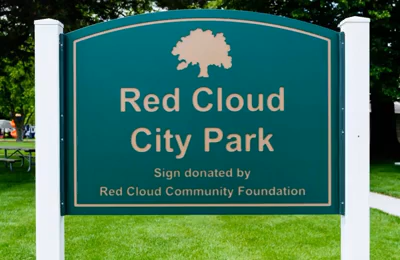 Red Cloud
City Park
Sign donated by
Red Cloud Community Foundation